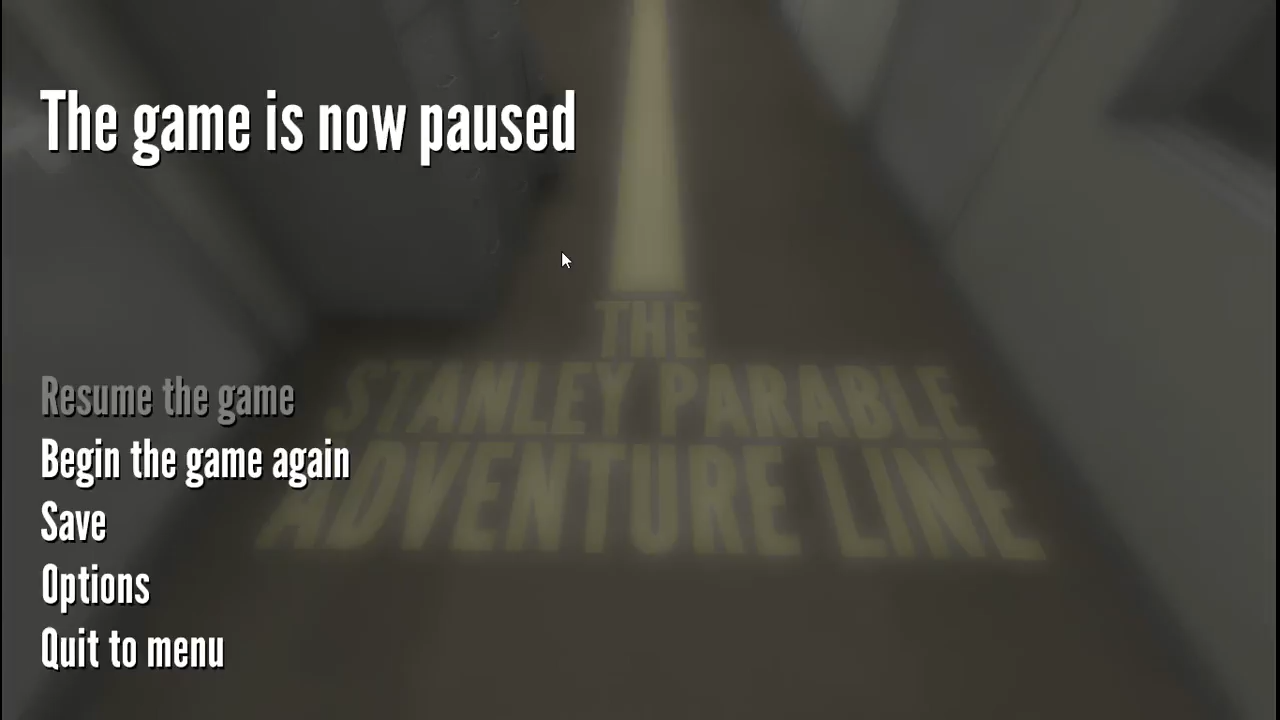 The game is now paused
THE
STANLEY PARABLE
ADVENTURE LINE
Resume the game
Begin the game again
Save
Options
Quit to menu